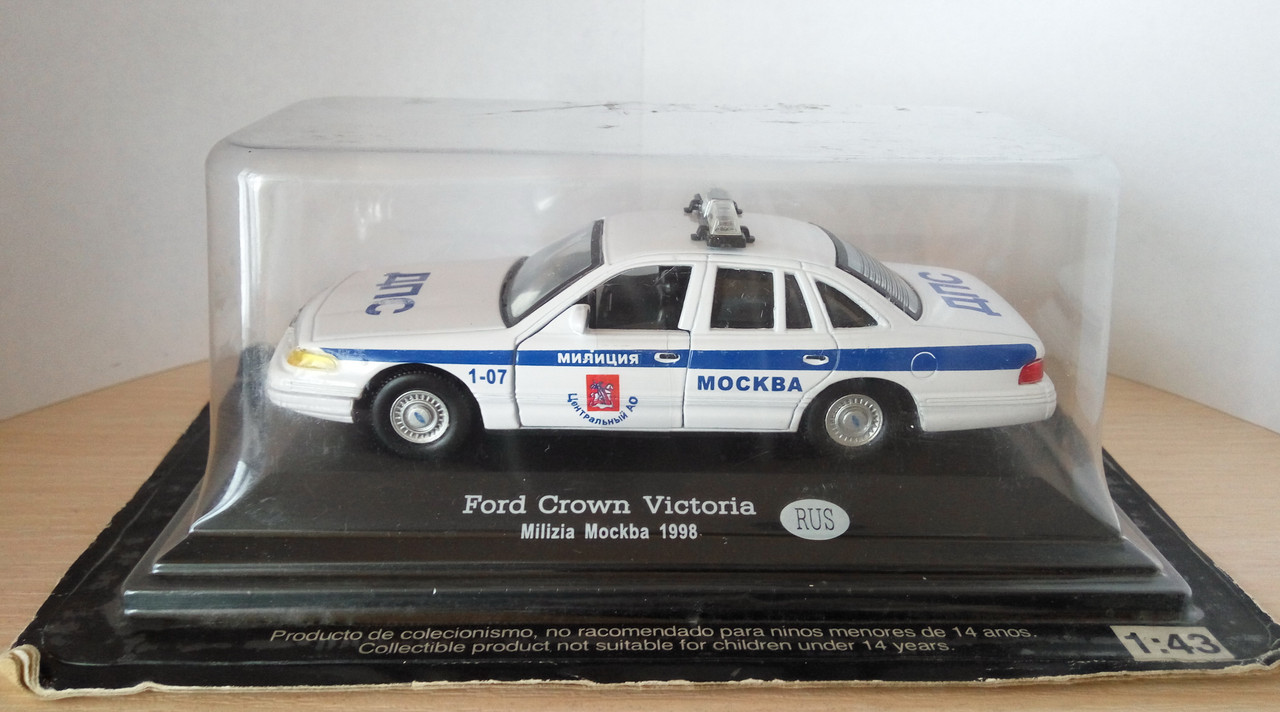 ДПС
ДПС
МИЛИЦИЯ
1-07
МОСКВА
Центральный АО
Ford Crown Victoria
RUS
Milizia Mockba 1998
Producto de colecionismo, no racomendado para ninos menores de 14 anos.
Collectible product not suitable for children under 14 years.
1:43